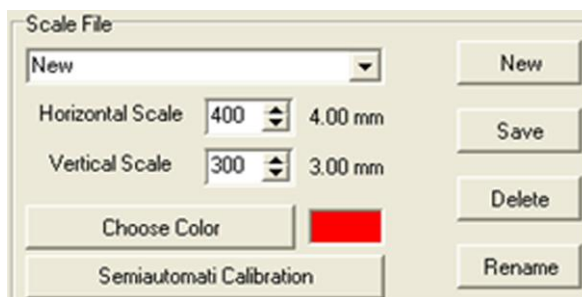 Scale File
New
New
Horizontal Scale 400 4.00 mm
Save
Vertical Scale 300 3.00 mm
Delete
Choose Color
Rename
Semiautomati Calibration